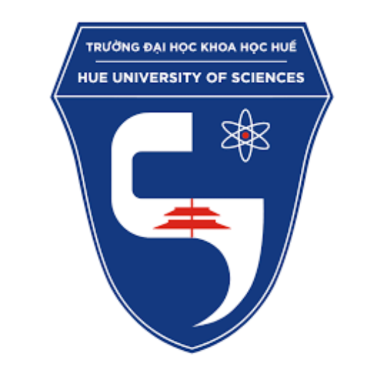 TRƯỜNG ĐẠI HỌC KHOA HỌC HUẾ
HUE UNIVERSITY OF SCIENCES